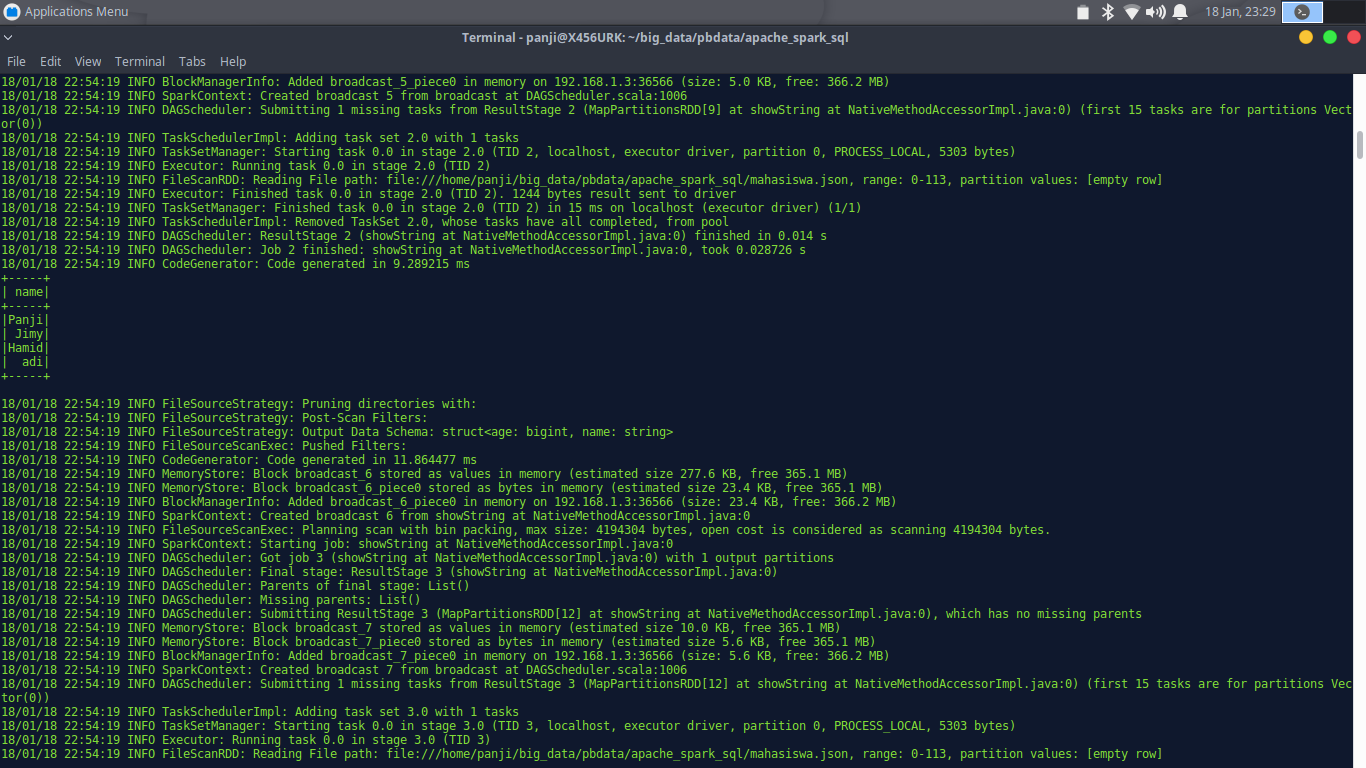 Applications Menu
18 Jan, 23:29
Terminal - panji@X456URK: ~/big_data/pbdata/apache_spark_sql
File Edit View Terminal Tabs Help
18/01/18 22:54:19 INFO BlockManagerInfo: Added broadcast_5_piece0 in memory on 192.168.1.3:36566 (size: 5.0 KB, free: 366.2 MB)
18/01/18 22:54:19 INFO SparkContext: Created broadcast 5 from broadcast at DAGScheduler.scala:1006
18/01/18 22:54:19 INFO DAGScheduler: Submitting 1 missing tasks from ResultStage 2 (MapPartitionsRDD[9] at showString at NativeMethodAccessorImpl.java:0) (first 15 tasks are for partitions Vect
or(0))
18/01/18 22:54:19 INFO TaskSchedulerImpl: Adding task set 2.0 with 1 tasks
18/01/18 22:54:19 INFO TaskSetManager: Starting task 0.0 in stage 2.0 (TID 2, localhost, executor driver, partition 0, PROCESS_LOCAL, 5303 bytes)
18/01/18 22:54:19 INFO Executor: Running task 0.0 in stage 2.0 (TID 2)
18/01/18 22:54:19 INFO FileScanRDD: Reading File path: file:///home/panji/big_data/pbdata/apache_spark_sql/mahasiswa.json, range: 0-113, partition values: [empty row]
18/01/18 22:54:19 INFO Executor: Finished task 0.0 in stage 2.0 (TID 2). 1244 bytes result sent to driver
18/01/18 22:54:19 INFO TaskSetManager: Finished task 0.0 in stage 2.0 (TID 2) in 15 ms on localhost (executor driver) (1/1)
18/01/18 22:54:19 INFO TaskSchedulerImpl: Removed TaskSet 2.0, whose tasks have all completed, from pool
18/01/18 22:54:19 INFO DAGScheduler: ResultStage 2 (showString at NativeMethodAccessorImpl.java:0) finished in 0.014 s
18/01/18 22:54:19 INFO DAGScheduler: Job 2 finished: showString at NativeMethodAccessorImpl.java:0, took 0.028726 s
18/01/18 22:54:19 INFO CodeGenerator: Code generated in 9.289215 ms
+-----+
| name|
+-----+
|Panji|
| Jimy|
|Hamid|
|  adi|
+-----+
18/01/18 22:54:19 INFO FileSourceStrategy: Pruning directories with:
18/01/18 22:54:19 INFO FileSourceStrategy: Post-Scan Filters:
18/01/18 22:54:19 INFO FileSourceStrategy: Output Data Schema: struct<age: bigint, name: string>
18/01/18 22:54:19 INFO FileSourceScanExec: Pushed Filters:
18/01/18 22:54:19 INFO CodeGenerator: Code generated in 11.864477 ms
18/01/18 22:54:19 INFO MemoryStore: Block broadcast_6 stored as values in memory (estimated size 277.6 KB, free 365.1 MB)
18/01/18 22:54:19 INFO MemoryStore: Block broadcast_6_piece0 stored as bytes in memory (estimated size 23.4 KB, free 365.1 MB)
18/01/18 22:54:19 INFO BlockManagerInfo: Added broadcast_6_piece0 in memory on 192.168.1.3:36566 (size: 23.4 KB, free: 366.2 MB)
18/01/18 22:54:19 INFO SparkContext: Created broadcast 6 from showString at NativeMethodAccessorImpl.java:0
18/01/18 22:54:19 INFO FileSourceScanExec: Planning scan with bin packing, max size: 4194304 bytes, open cost is considered as scanning 4194304 bytes.
18/01/18 22:54:19 INFO SparkContext: Starting job: showString at NativeMethodAccessorImpl.java:0
18/01/18 22:54:19 INFO DAGScheduler: Got job 3 (showString at NativeMethodAccessorImpl.java:0) with 1 output partitions
18/01/18 22:54:19 INFO DAGScheduler: Final stage: ResultStage 3 (showString at NativeMethodAccessorImpl.java:0)
18/01/18 22:54:19 INFO DAGScheduler: Parents of final stage: List()
18/01/18 22:54:19 INFO DAGScheduler: Missing parents: List()
18/01/18 22:54:19 INFO DAGScheduler: Submitting ResultStage 3 (MapPartitionsRDD[12] at showString at NativeMethodAccessorImpl.java:0), which has no missing parents
18/01/18 22:54:19 INFO MemoryStore: Block broadcast_7 stored as values in memory (estimated size 10.0 KB, free 365.1 MB)
18/01/18 22:54:19 INFO MemoryStore: Block broadcast_7_piece0 stored as bytes in memory (estimated size 5.6 KB, free 365.1 MB)
18/01/18 22:54:19 INFO BlockManagerInfo: Added broadcast_7_piece0 in memory on 192.168.1.3:36566 (size: 5.6 KB, free: 366.2 MB)
18/01/18 22:54:19 INFO SparkContext: Created broadcast 7 from broadcast at DAGScheduler.scala:1006
18/01/18 22:54:19 INFO DAGScheduler: Submitting 1 missing tasks from ResultStage 3 (MapPartitionsRDD[12] at showString at NativeMethodAccessorImpl.java:0) (first 15 tasks are for partitions Vec
tor(0))
18/01/18 22:54:19 INFO TaskSchedulerImpl: Adding task set 3.0 with 1 tasks
18/01/18 22:54:19 INFO TaskSetManager: Starting task 0.0 in stage 3.0 (TID 3, localhost, executor driver, partition 0, PROCESS_LOCAL, 5303 bytes)
18/01/18 22:54:19 INFO Executor: Running task 0.0 in stage 3.0 (TID 3)
18/01/18 22:54:19 INFO FileScanRDD: Reading File path: file:///home/panji/big_data/pbdata/apache_spark_sql/mahasiswa.json, range: 0-113, partition values: [empty row]